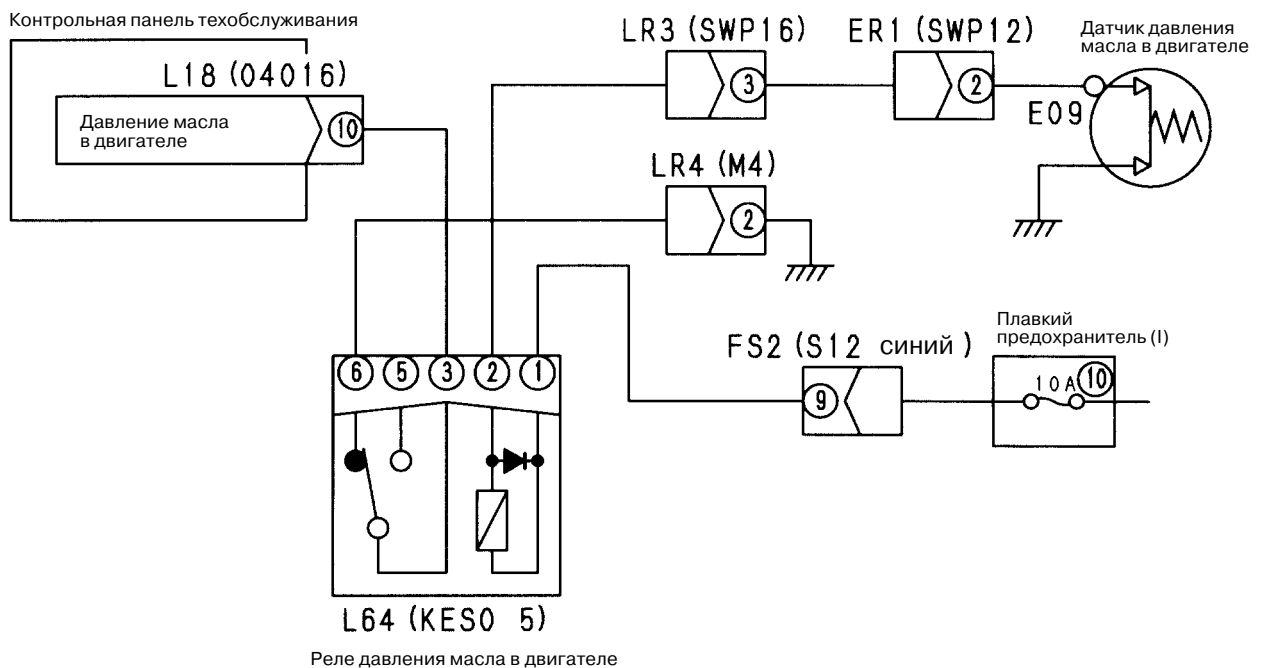 Контрольная панель техобслуживания
L18 (04016)
Давление масла
в двигателе
10
LR3 (SWP16)
3
ER1 (SWP12)
2
Датчик давления
масла в двигателе
E09
LR4 (M4)
2
FS2 (S12 синий )
9
Плавкий
предохранитель (I)
10A
10
6
5
3
2
1
L64 (KES0 5)
Реле давления масла в двигателе